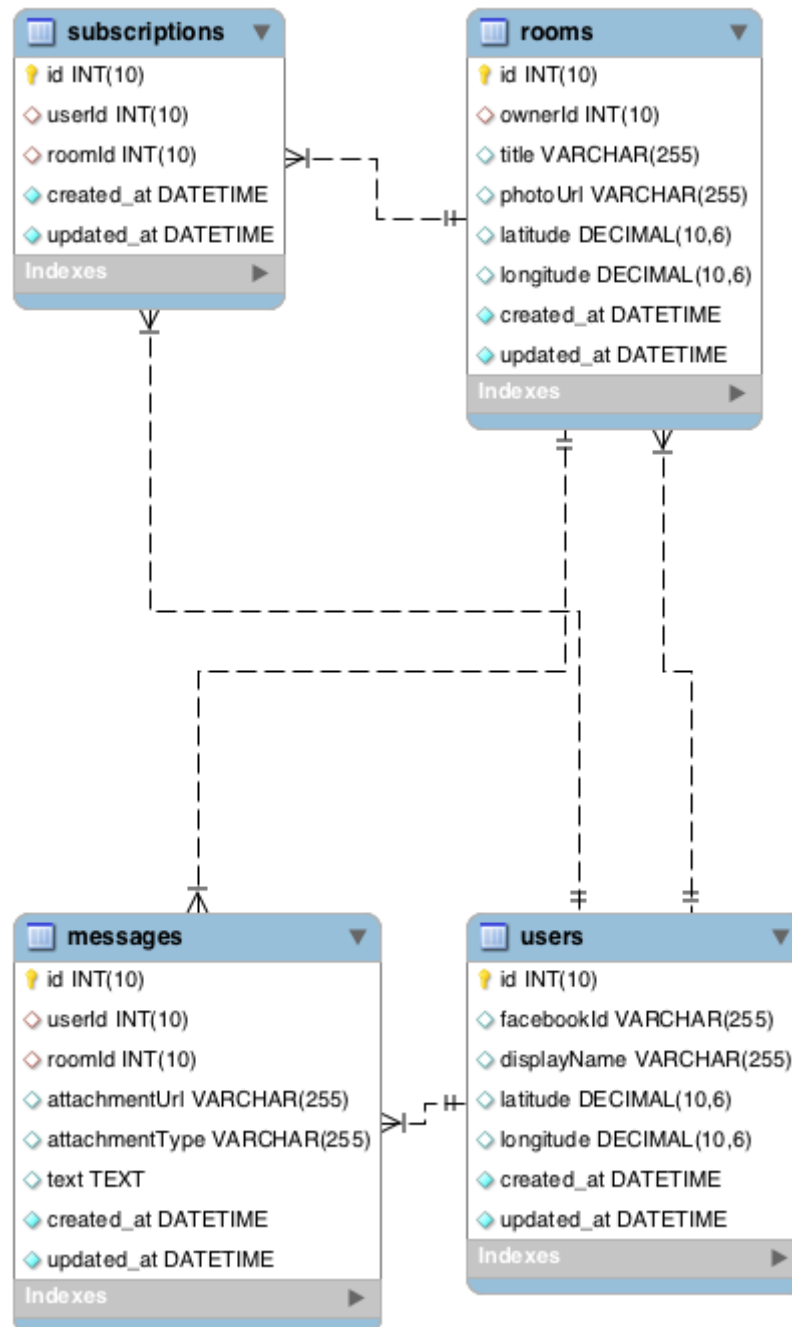 subscriptions
id INT(10)
userId INT(10)
roomId INT(10)
created_at DATETIME
updated_at DATETIME
Indexes
rooms
id INT(10)
ownerId INT(10)
title VARCHAR(255)
photoUrl VARCHAR(255)
latitude DECIMAL(10,6)
longitude DECIMAL(10,6)
created_at DATETIME
updated_at DATETIME
Indexes
messages
id INT(10)
userId INT(10)
roomId INT(10)
attachmentUrl VARCHAR(255)
attachmentType VARCHAR(255)
text TEXT
created_at DATETIME
updated_at DATETIME
Indexes
users
id INT(10)
facebookId VARCHAR(255)
displayName VARCHAR(255)
latitude DECIMAL(10,6)
longitude DECIMAL(10,6)
created_at DATETIME
updated_at DATETIME
Indexes